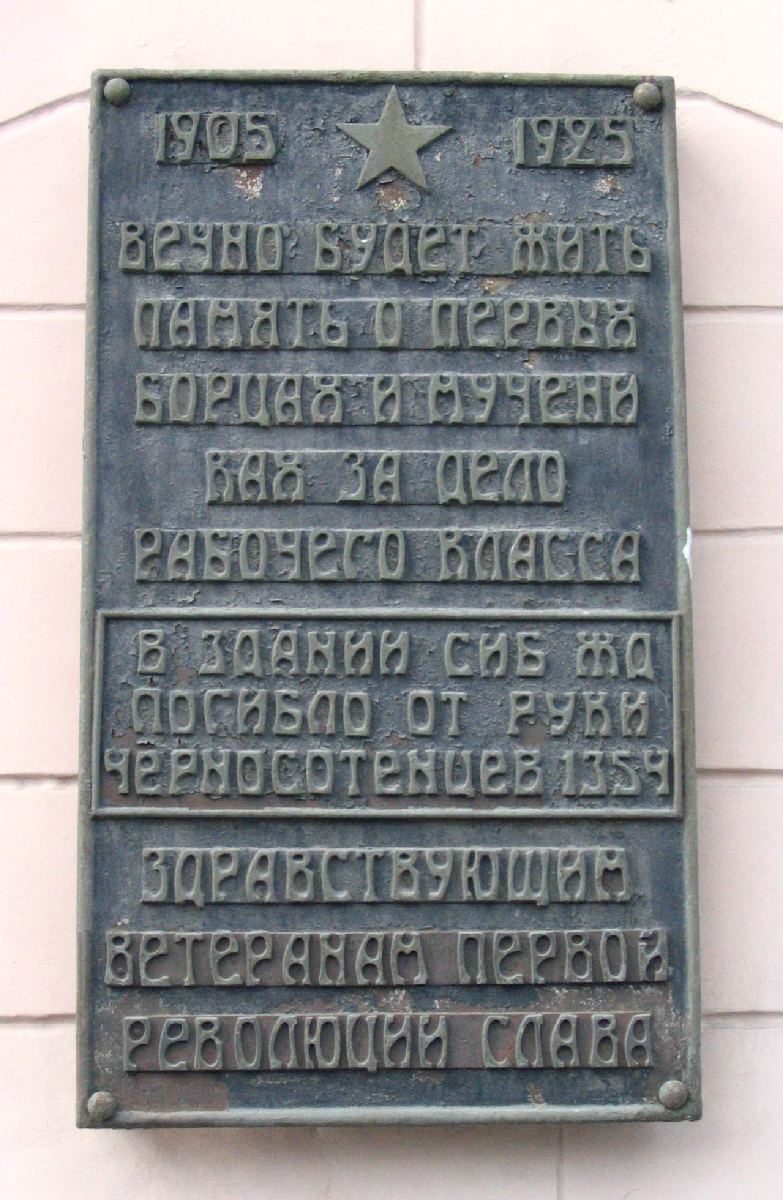 1905 1925
ВЕЧНО БУДЕТ ЖИТЬ
ПАМЯТЬ О ПЕРВЫХ
БОРЦАХ И МУЧЕНИ
КАХ ЗА ДЕЛО
РАБОЧЕГО КЛАССА
В ЗДАНИИ СИБ ЖД
ПОГИБЛО ОТ РУКИ
ЧЕРНОСОТЕНЦЕВ 135Ч
ЗДРАВСТВУЮЩИМ
ВЕТЕРАНАМ ПЕРВОЙ
РЕВОЛЮЦИИ СЛАВА